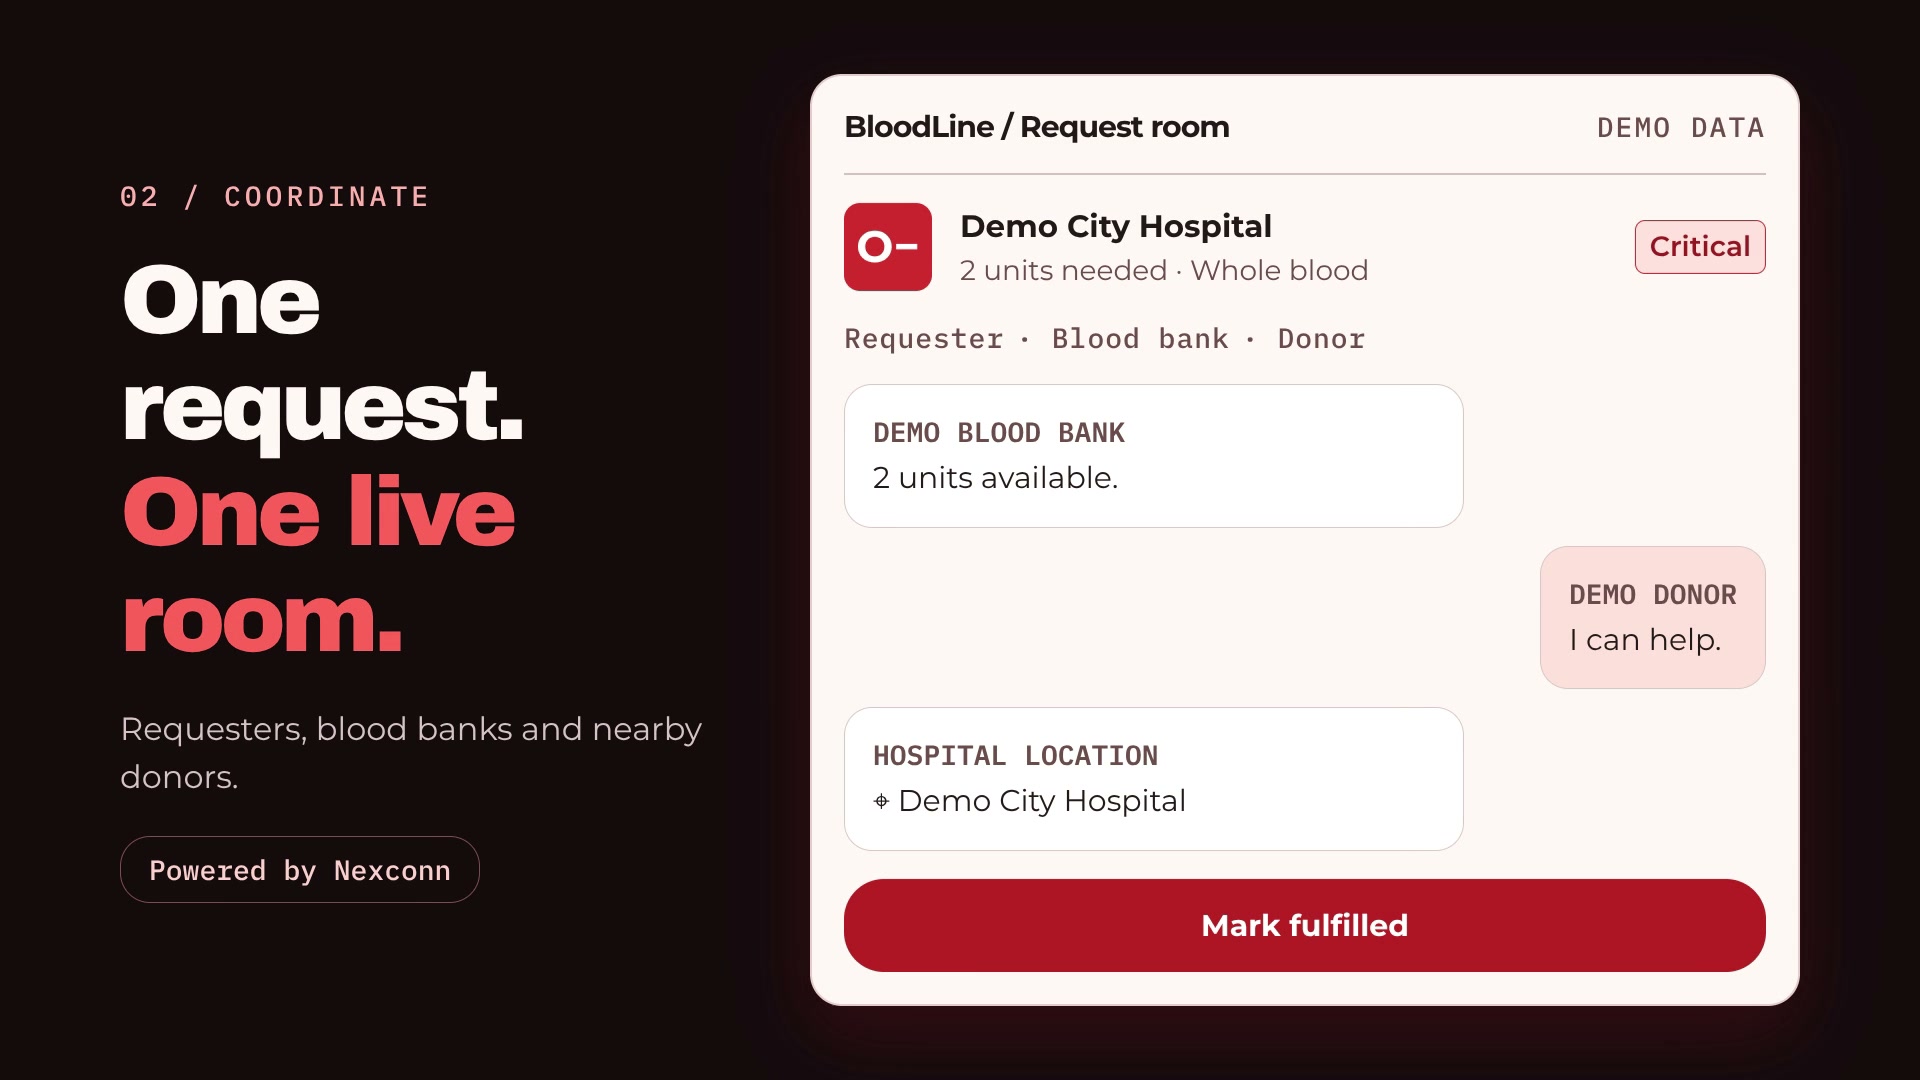 02 / COORDINATE
One
request.
One live
room.
Requesters, blood banks and nearby
donors.
Powered by Nexconn
BloodLine / Request room
DEMO DATA
O−
Demo City Hospital
2 units needed · Whole blood
Critical
Requester · Blood bank · Donor
DEMO BLOOD BANK
2 units available.
DEMO DONOR
I can help.
HOSPITAL LOCATION
⌖ Demo City Hospital
Mark fulfilled